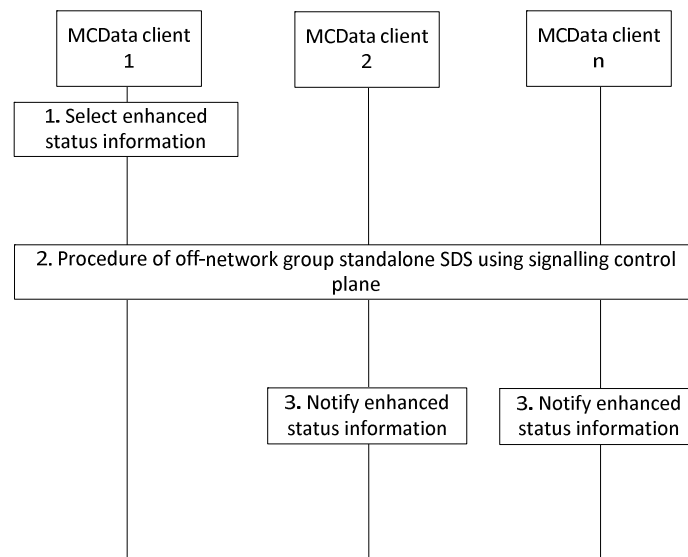 MCData client
1
MCData client
2
MCData client
n
1. Select enhanced
status information
2. Procedure of off-network group standalone SDS using signalling control
plane
3. Notify enhanced
status information
3. Notify enhanced
status information